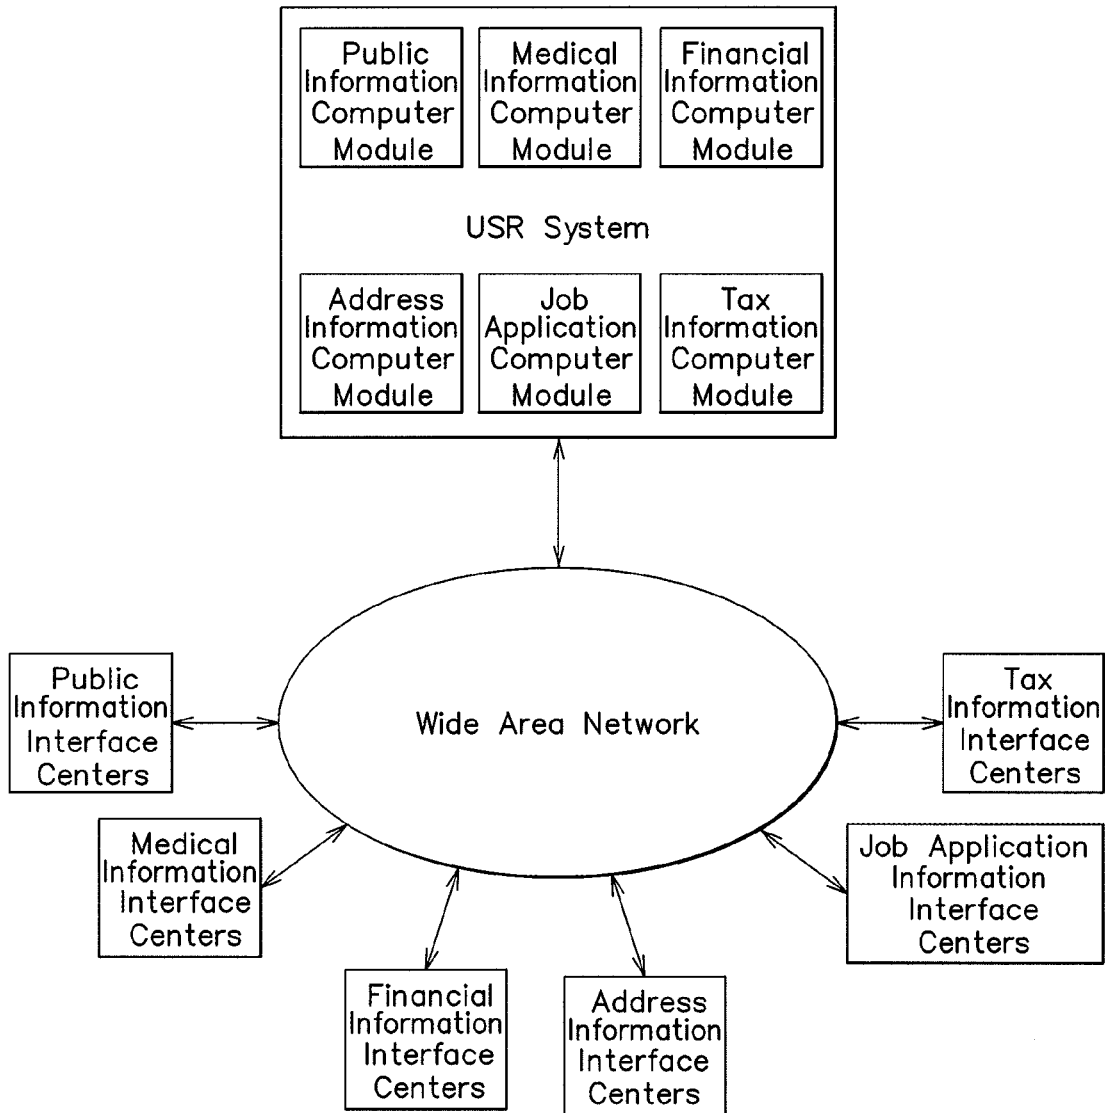 Public
Information
Computer
Module
Medical
Information
Computer
Module
Financial
Information
Computer
Module
USR System
Address
Information
Computer
Module
Job
Application
Computer
Module
Tax
Information
Computer
Module
Wide Area Network
Public
Information
Interface
Centers
Medical
Information
Interface
Centers
Financial
Information
Interface
Centers
Address
Information
Interface
Centers
Job Application
Information
Interface
Centers
Tax
Information
Interface
Centers